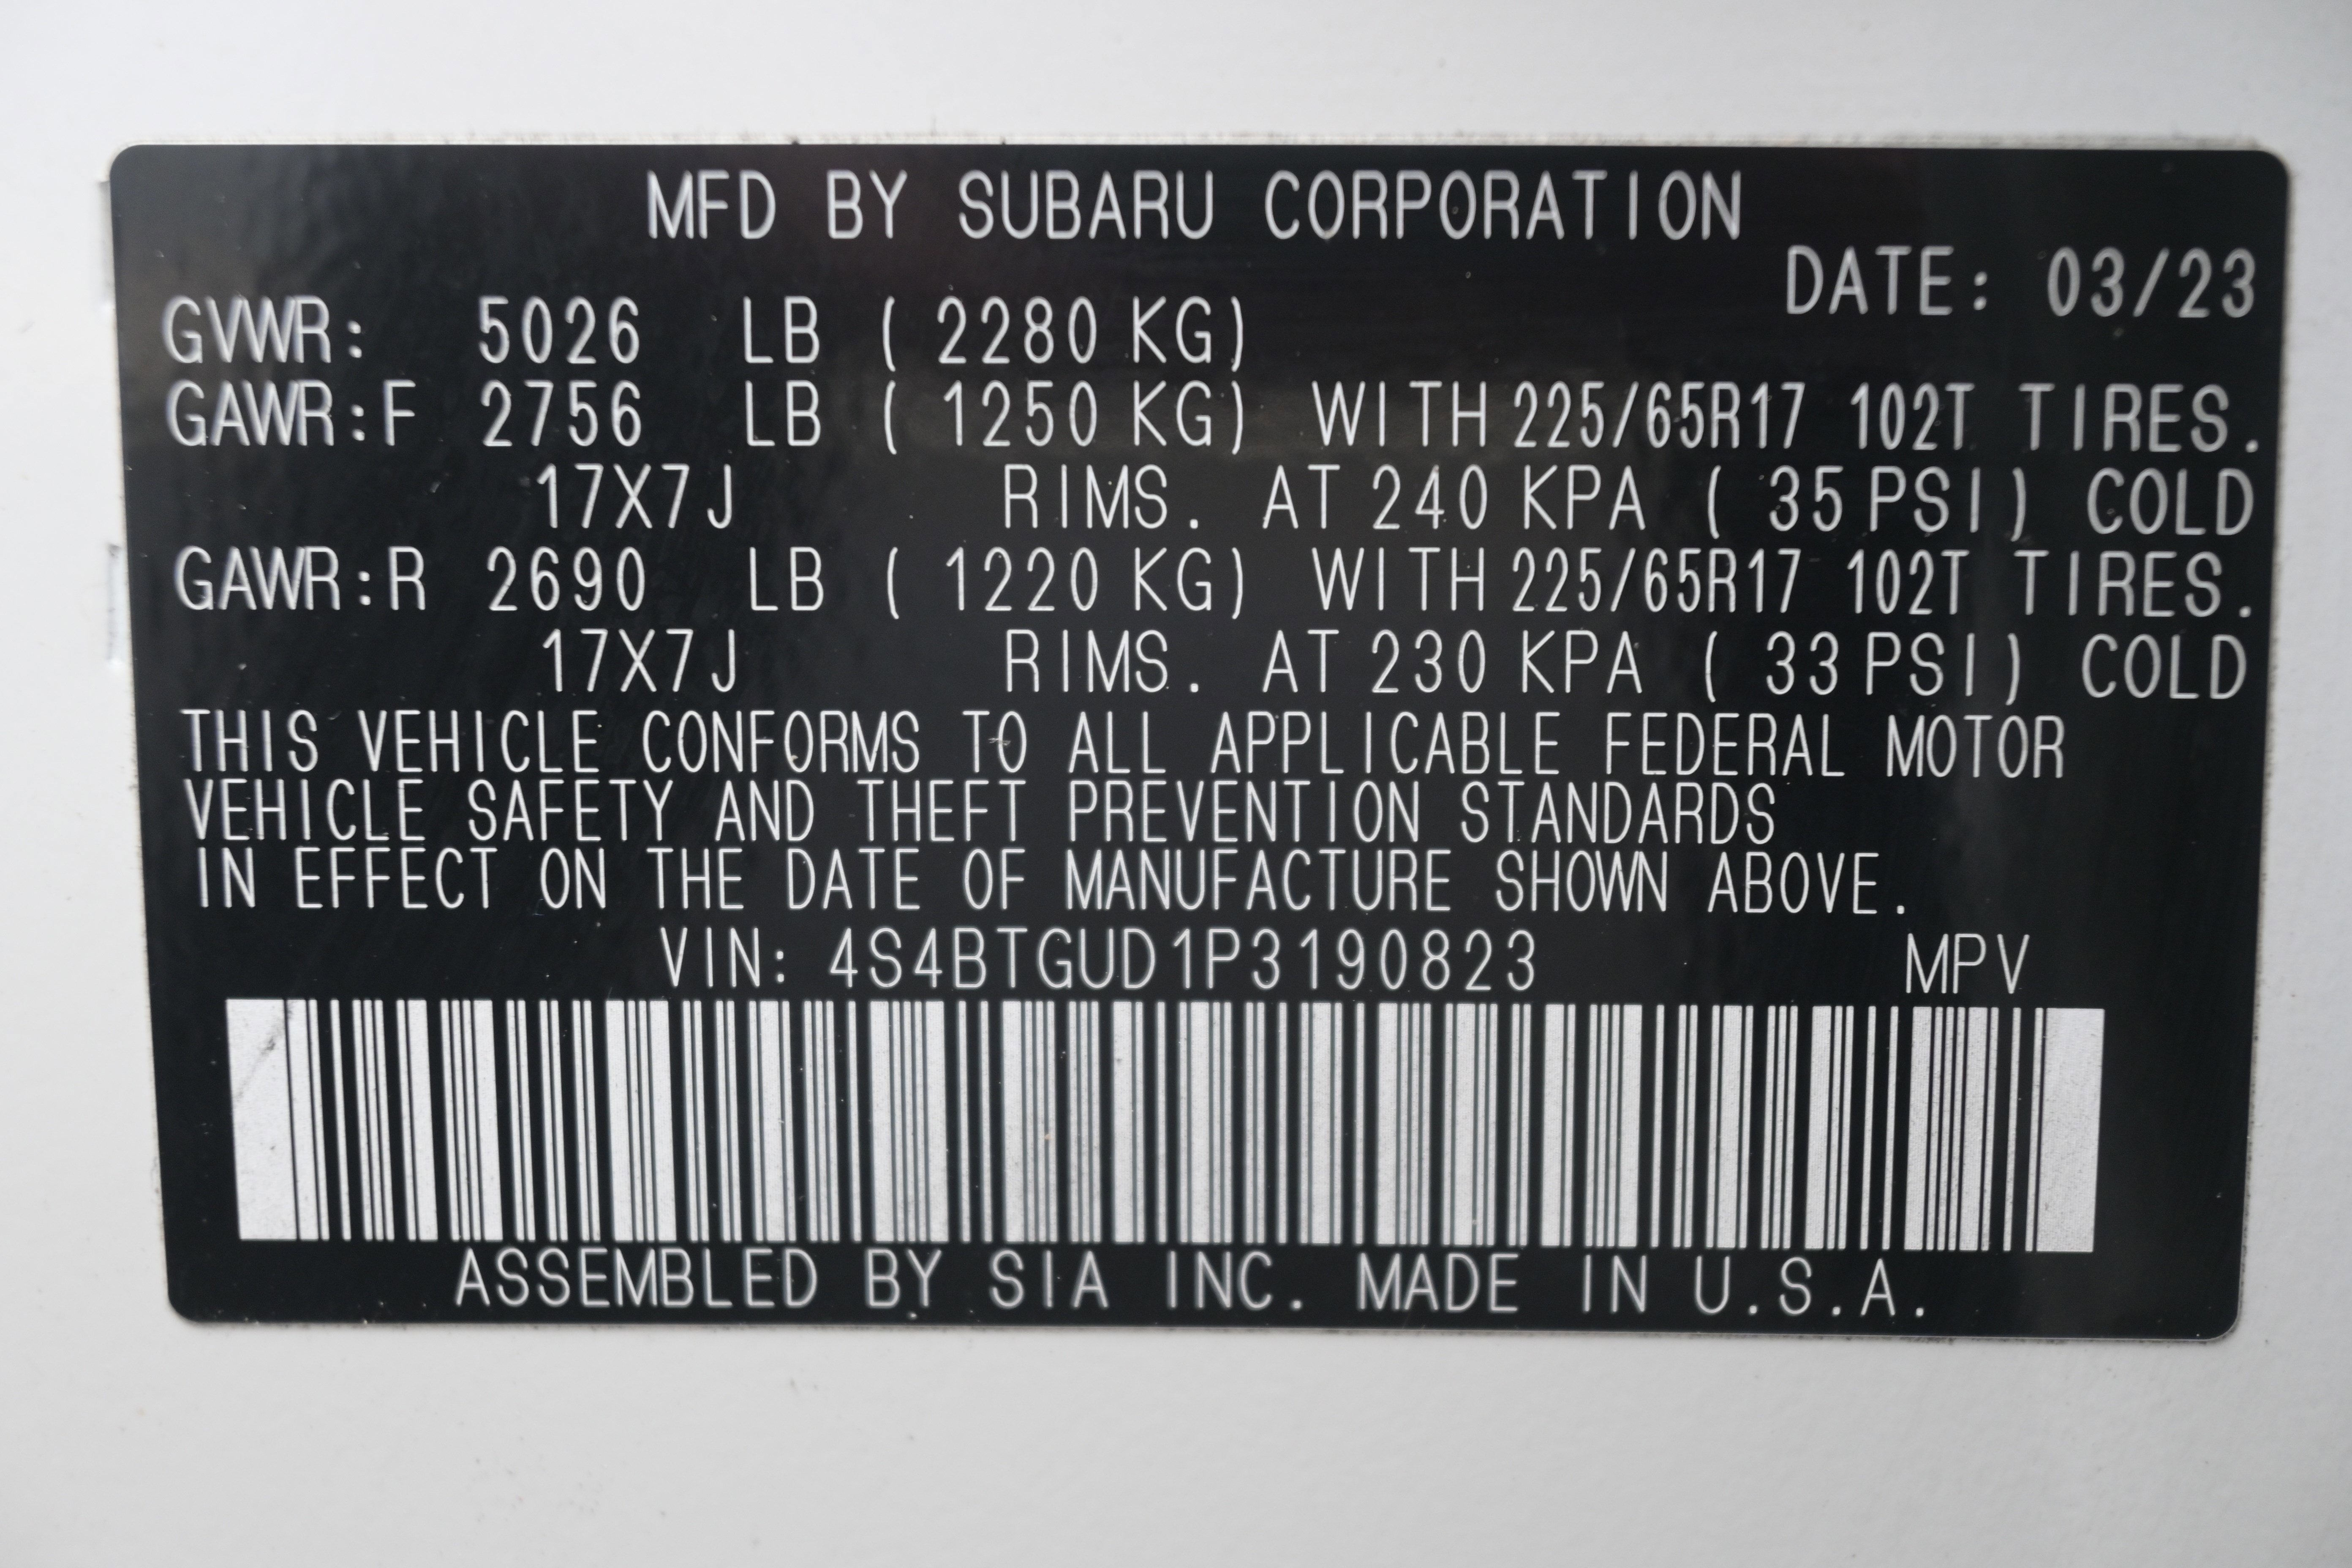 MFD BY SUBARU CORPORATION
DATE: 03/23
GVWR: 5026 LB ( 2280 KG)
GAWR:F 2756 LB ( 1250 KG) WITH 225/65R17 102T TIRES.
17X7J RIMS. AT 240 KPA ( 35 PSI) COLD
GAWR:R 2690 LB ( 1220 KG) WITH 225/65R17 102T TIRES.
17X7J RIMS. AT 230 KPA ( 33 PSI) COLD
THIS VEHICLE CONFORMS TO ALL APPLICABLE FEDERAL MOTOR
VEHICLE SAFETY AND THEFT PREVENTION STANDARDS
IN EFFECT ON THE DATE OF MANUFACTURE SHOWN ABOVE.
VIN: 4S4BTGUD1P3190823 MPV
ASSEMBLED BY SIA INC. MADE IN U.S.A.